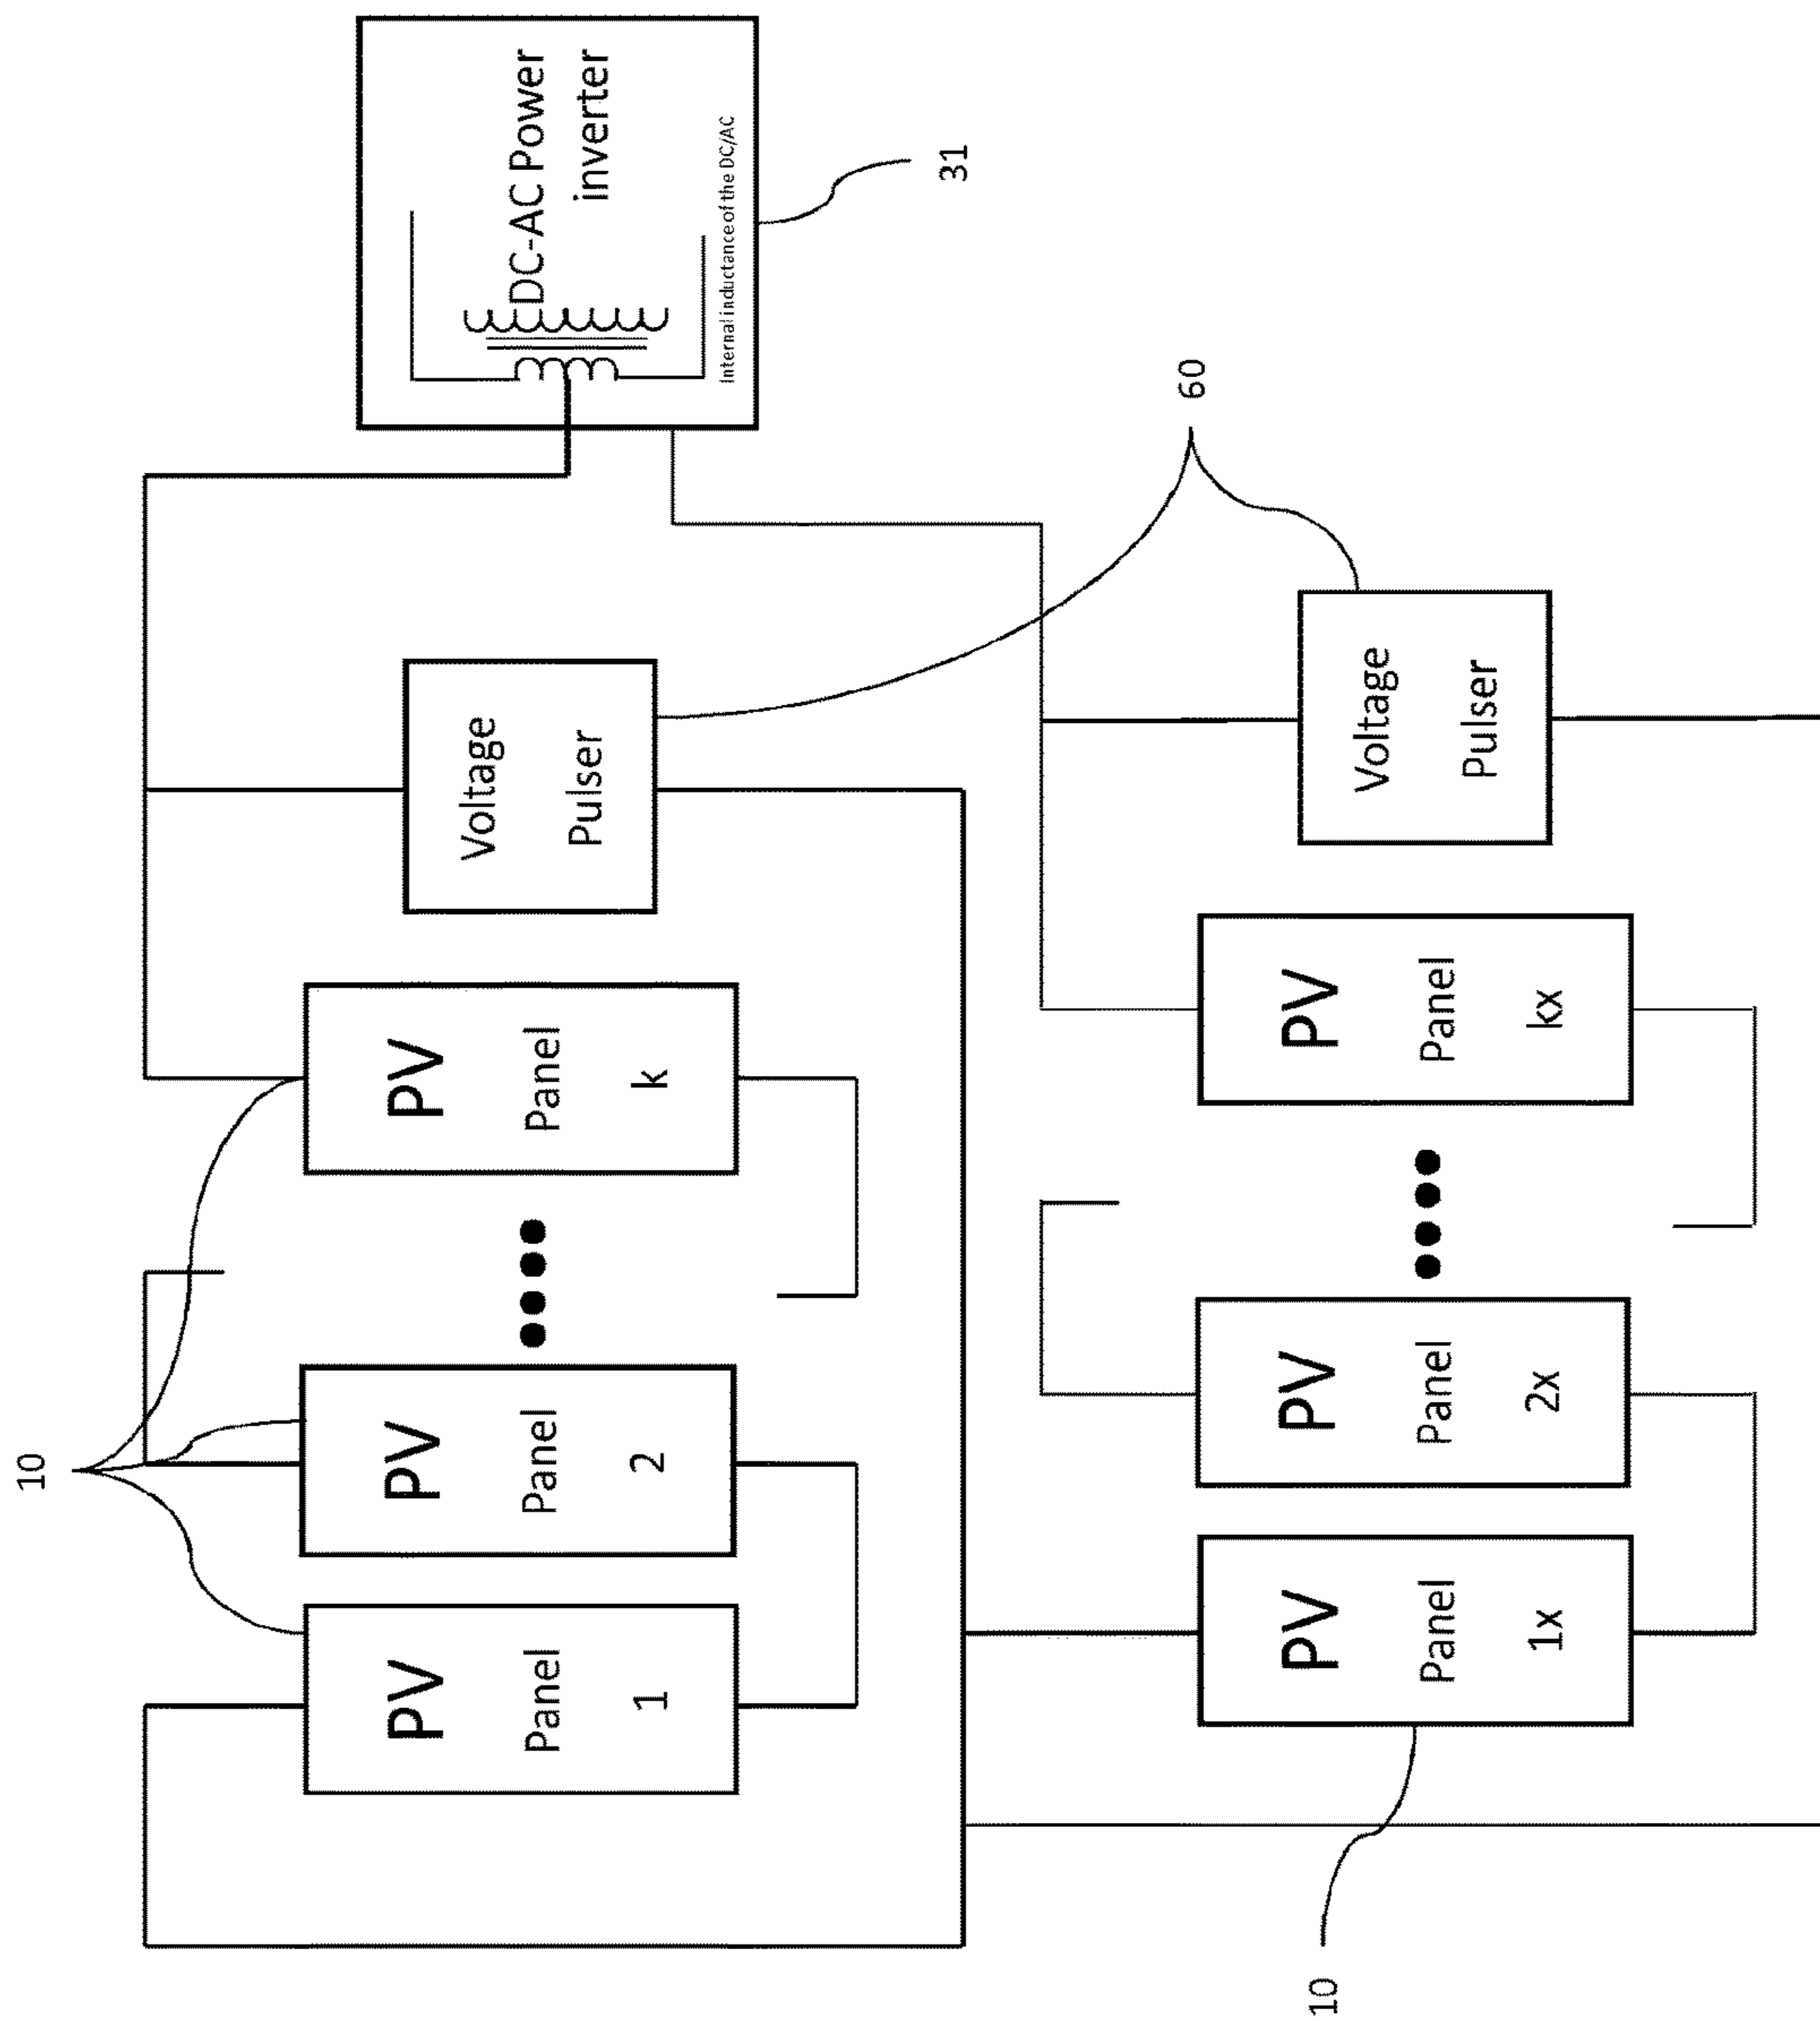 10
PV
Panel
1
PV
Panel
2
PV
Panel
k
Voltage
Pulser
DC-AC Power
inverter
Internal inductance of the DC/AC
31
60
10
PV
Panel
1x
PV
Panel
2x
PV
Panel
kx
Voltage
Pulser